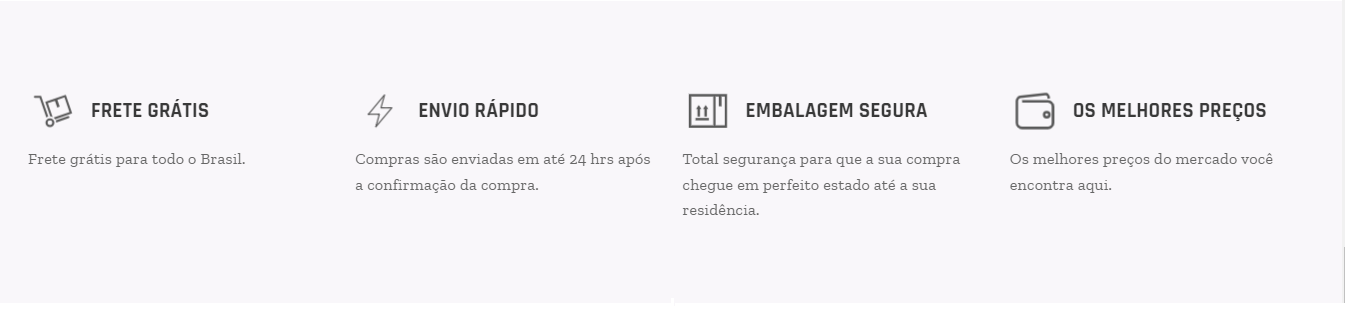 FRETE GRÁTIS
Frete grátis para todo o Brasil.
ENVIO RÁPIDO
Compras são enviadas em até 24 hrs após
a confirmação da compra.
EMBALAGEM SEGURA
Total segurança para que a sua compra
chegue em perfeito estado até a sua
residência.
OS MELHORES PREÇOS
Os melhores preços do mercado você
encontra aqui.